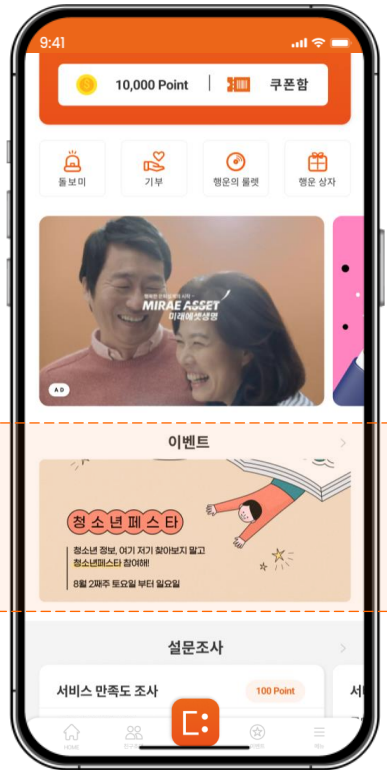 9:41
10,000 Point
쿠폰함
돌보미
기부
행운의 룰렛
행운 상자
MIRAE ASSET
미래에셋생명
AD
이벤트
청소년페스타
청소년 정보, 여기 저기 찾아보지 말고
청소년페스타 참여해!
8월 2째주 토요일 부터 일요일
설문조사
서비스 만족도 조사
100 Point
HOME
메뉴